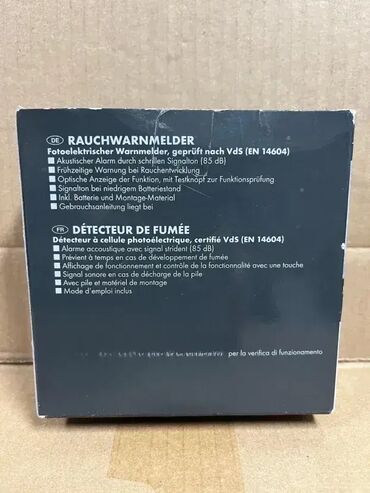 DE RAUCHWARNMELDER
Fotoelektrischer Warnmelder, geprüft nach VdS (EN 14604)
Akustischer Alarm durch schrillen Signalton (85 dB)
Frühzeitige Warnung bei Rauchentwicklung
Optische Anzeige der Funktion, mit Testknopf zur Funktionsprüfung
Signalton bei niedrigem Batteriestand
Inkl. Batterie und Montage-Material
Gebrauchsanleitung liegt bei
FR DÉTECTEUR DE FUMÉE
Détecteur à cellule photoélectrique, certifié VdS (EN 14604)
Alarme accoustique avec signal strident (85 dB)
Prévient à temps en cas de développement de fumée
Affichage de fonctionnement et contrôle de la fonctionnalité avec une touche
Signal sonore en cas de décharge de la pile
Avec pile et matériel de montage
Mode d'emploi inclus
per la verifica di funzionamento